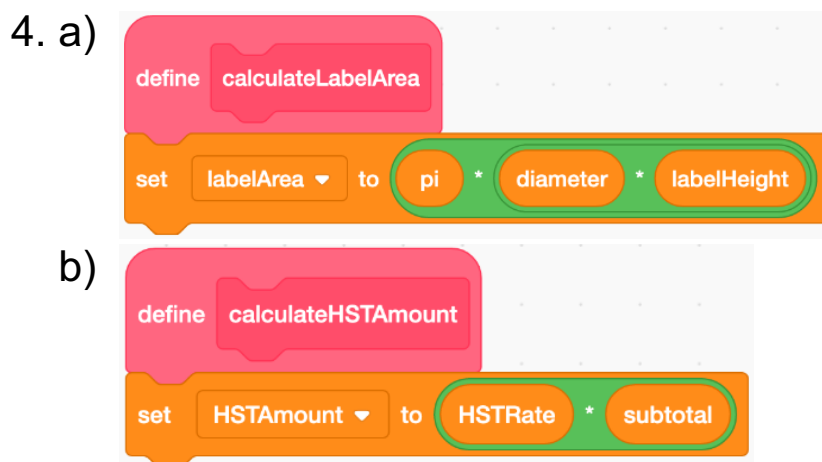 4. a)
define calculateLabelArea
set labelArea to pi * diameter * labelHeight
b)
define calculateHSTAmount
set HSTAmount to HSTRate * subtotal